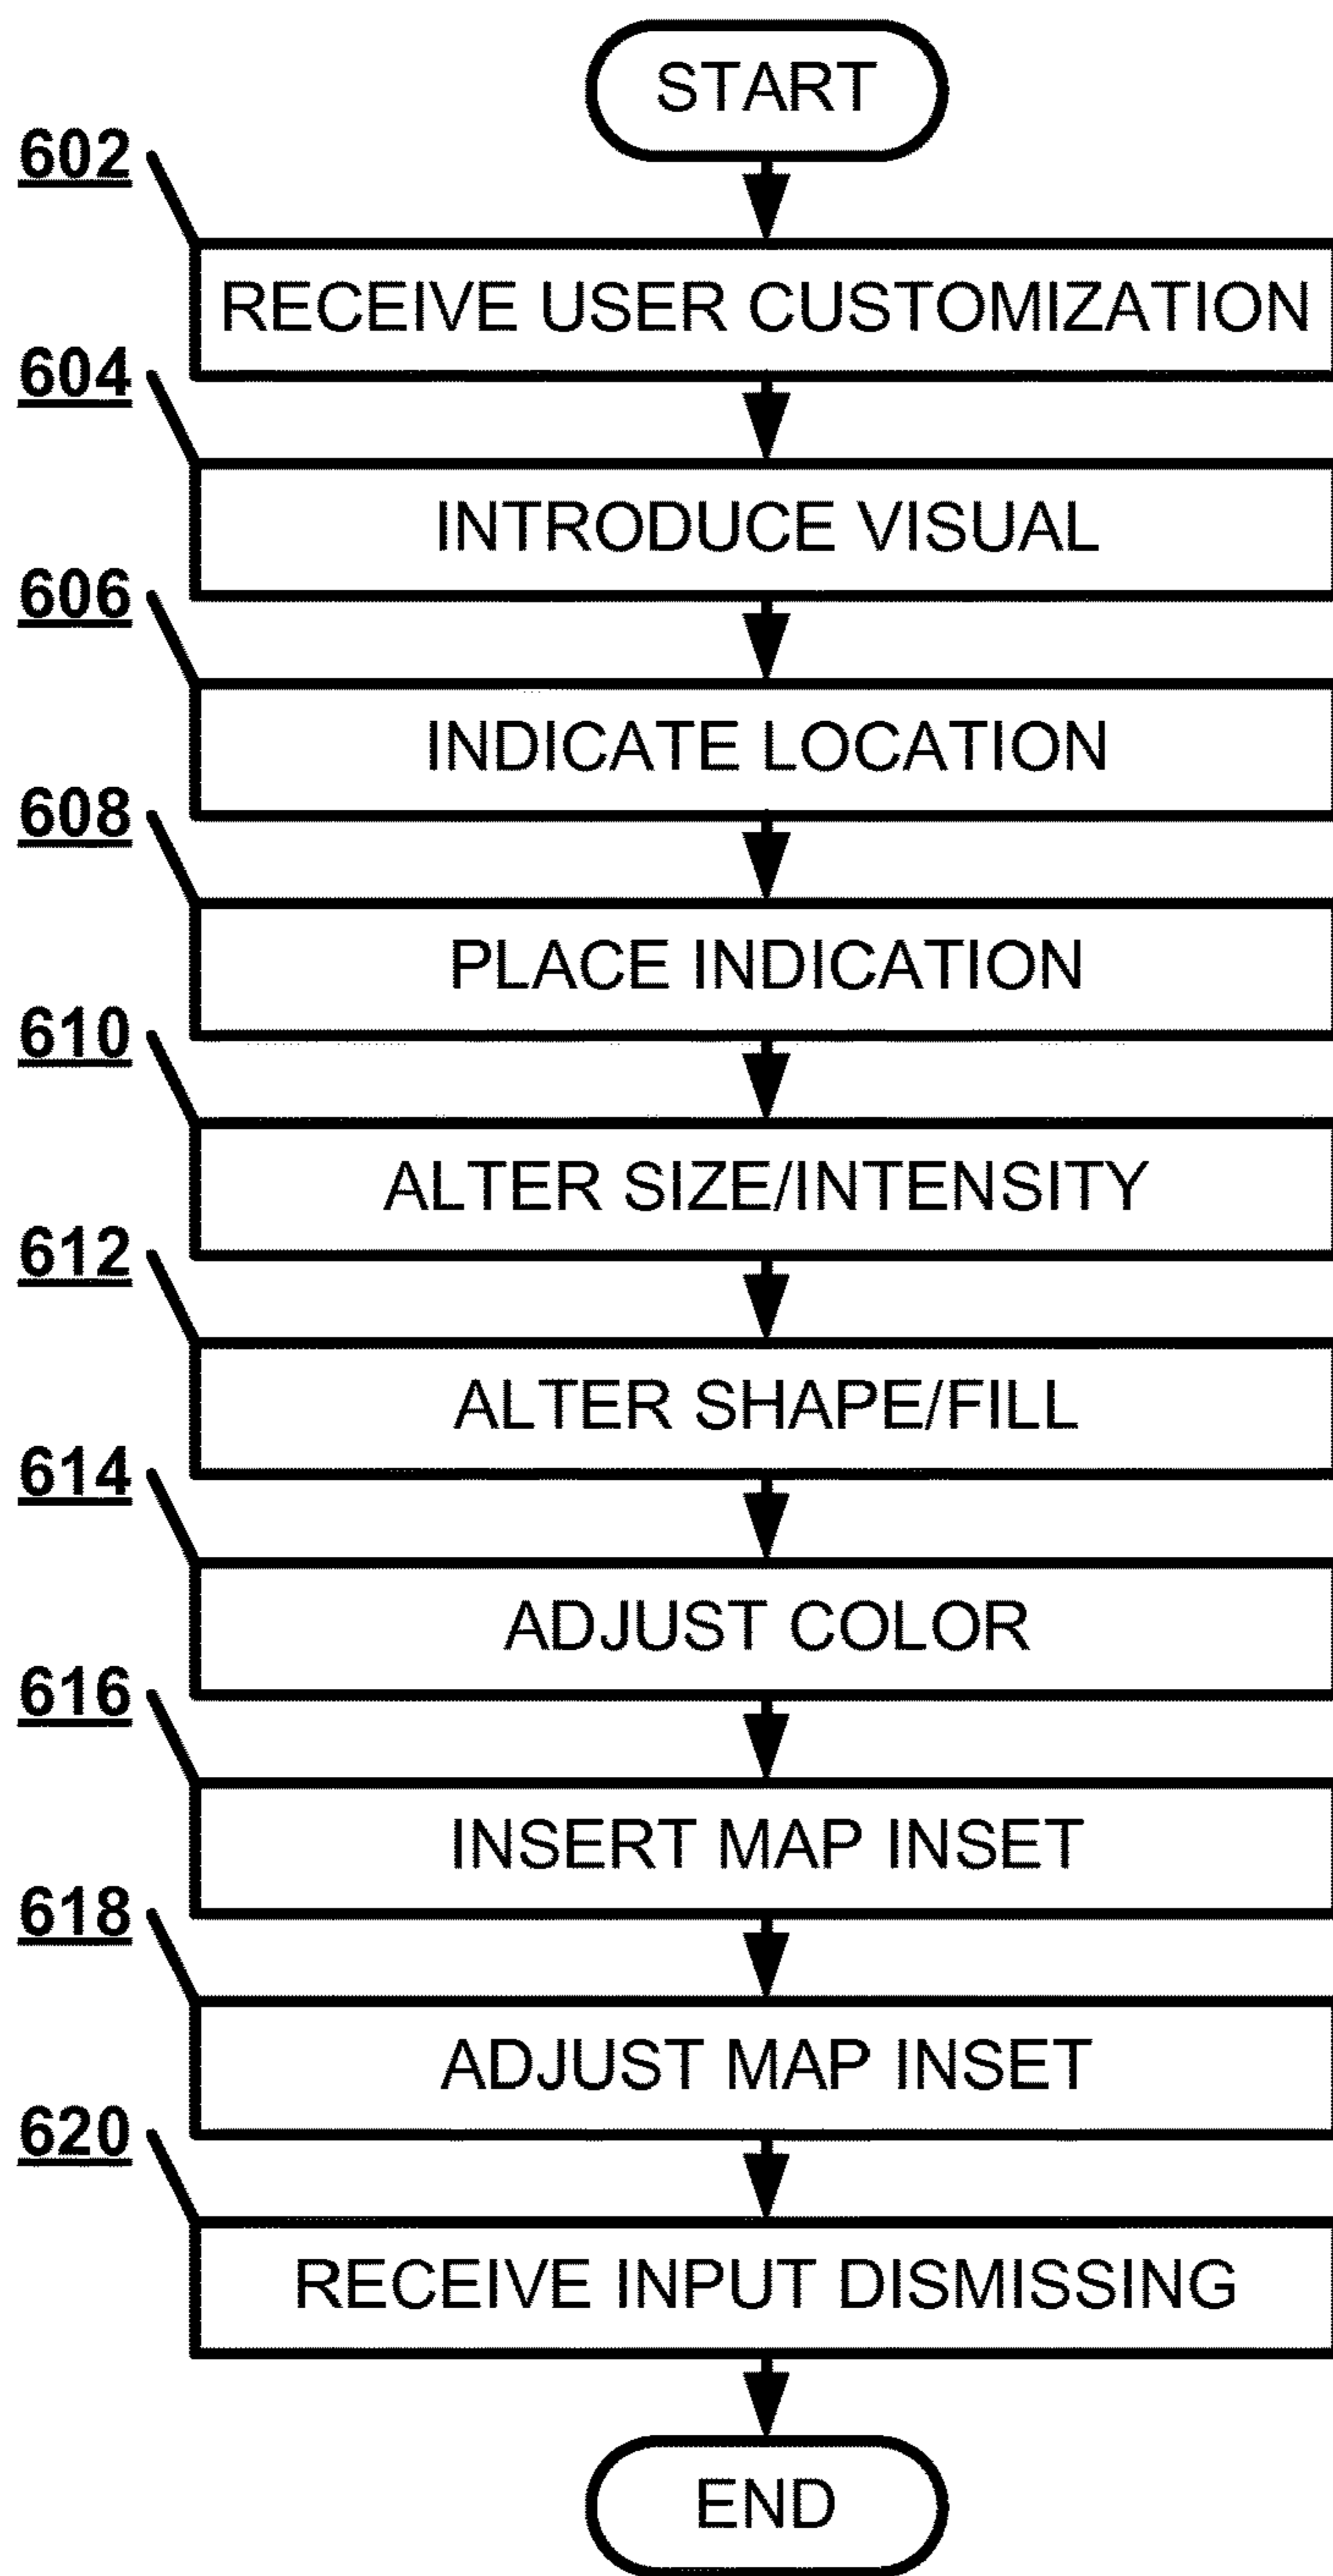 START
602
RECEIVE USER CUSTOMIZATION
604
INTRODUCE VISUAL
606
INDICATE LOCATION
608
PLACE INDICATION
610
ALTER SIZE/INTENSITY
612
ALTER SHAPE/FILL
614
ADJUST COLOR
616
INSERT MAP INSET
618
ADJUST MAP INSET
620
RECEIVE INPUT DISMISSING
END